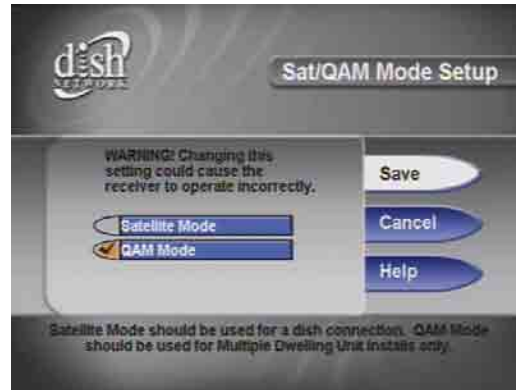 dish
NETWORK
Sat/QAM Mode Setup
WARNING! Changing this
setting could cause the
receiver to operate incorrectly.
Satellite Mode
QAM Mode
Save
Cancel
Help
Satellite Mode should be used for a dish connection. QAM Mode
should be used for Multiple Dwelling Unit installs only.